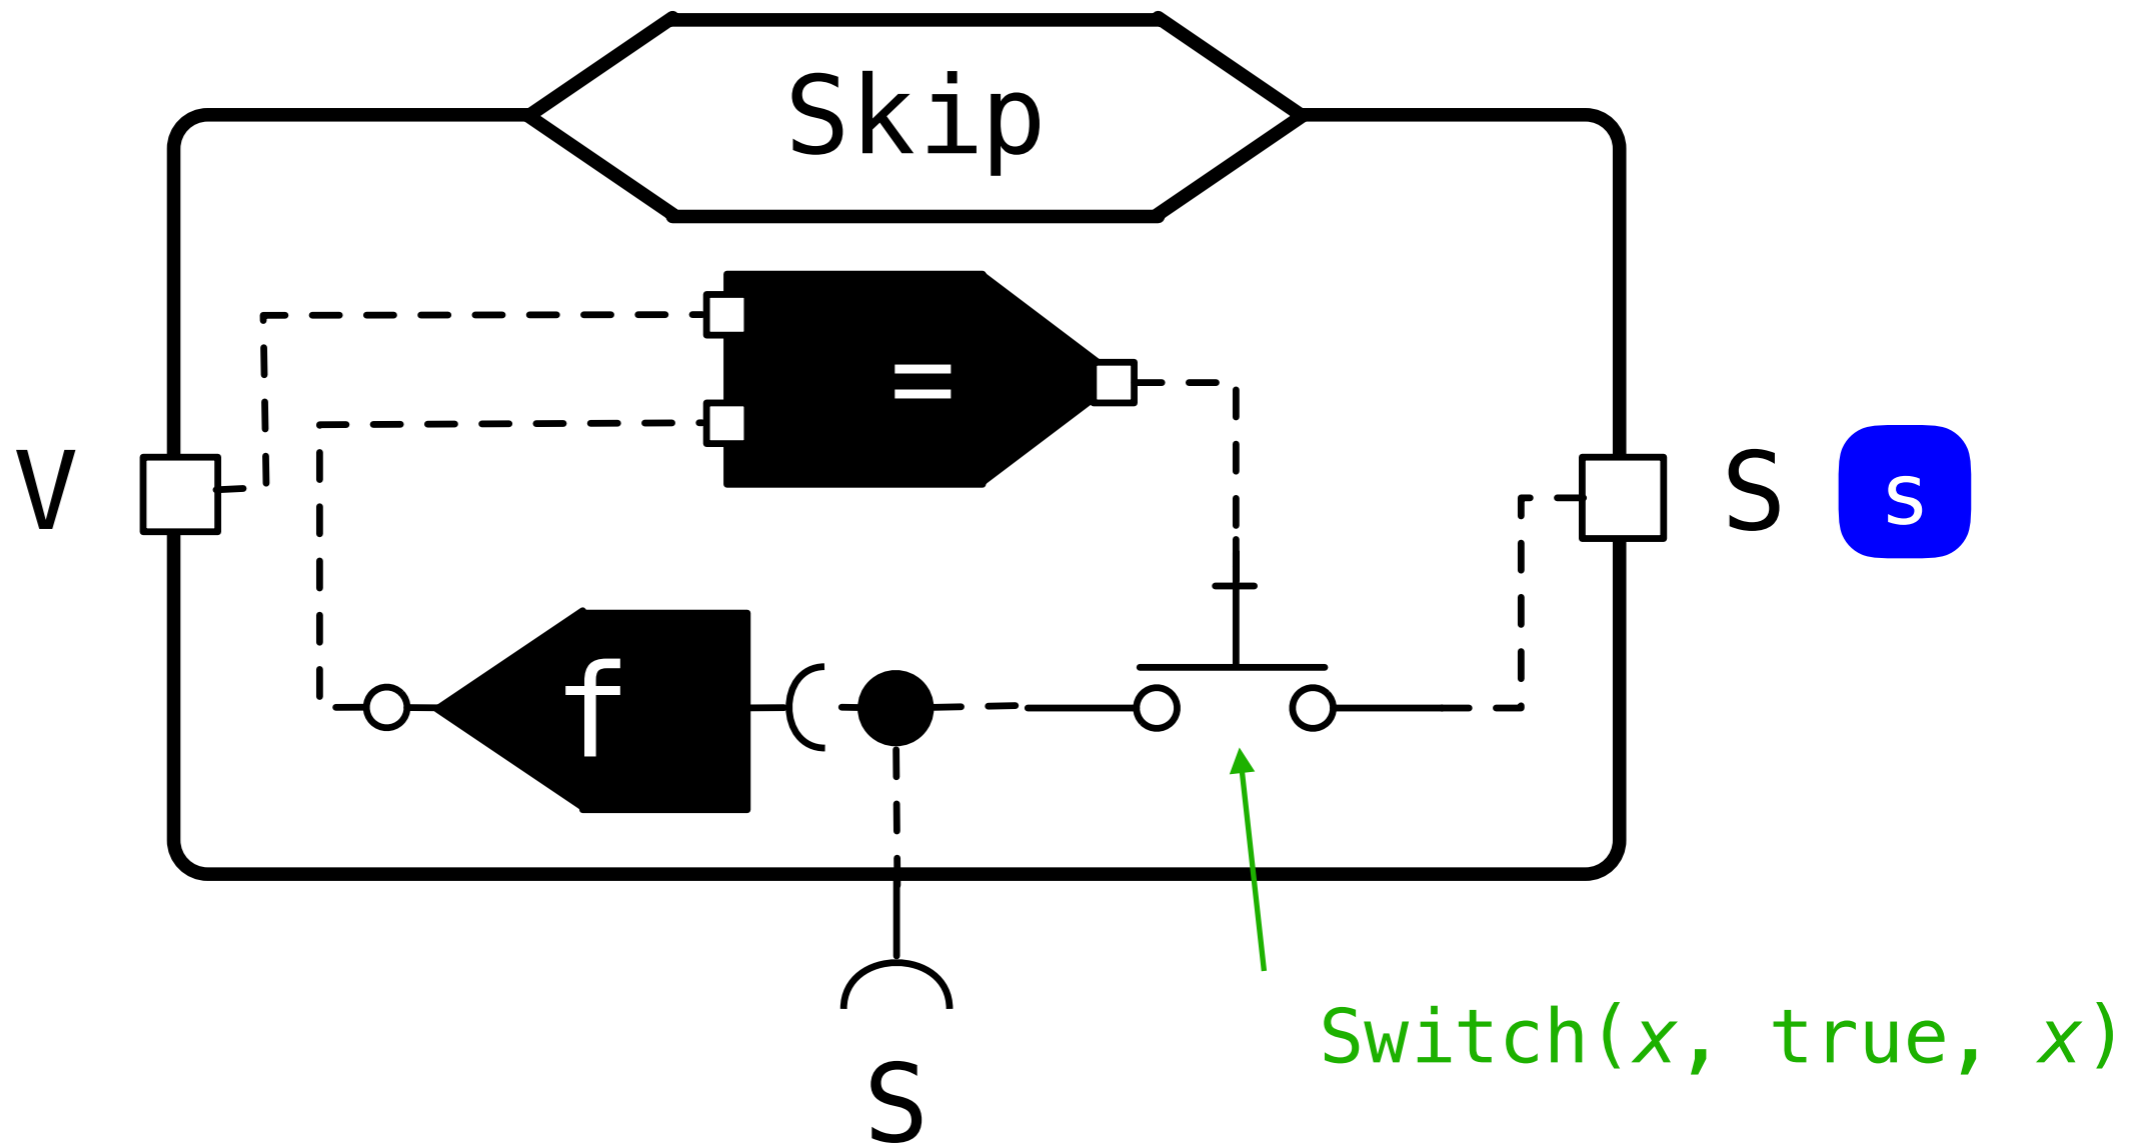 Skip
=
V
S s
f
Switch(x, true, x)
S